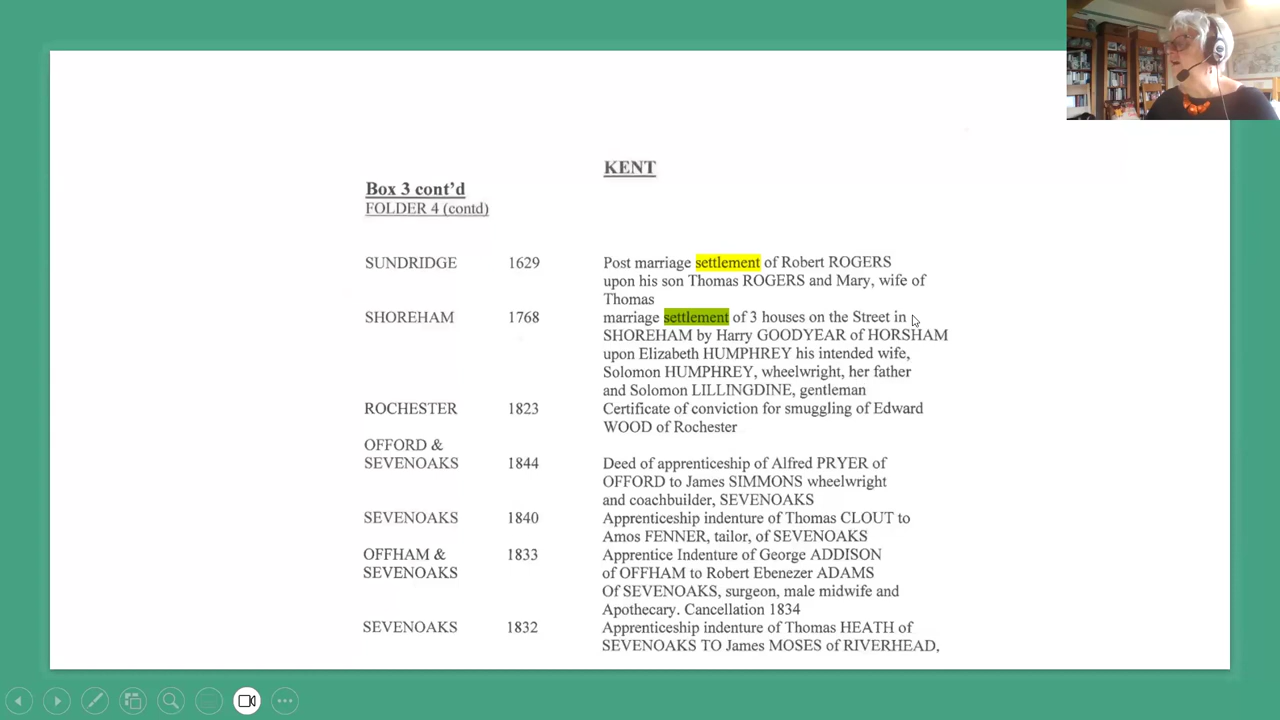 KENT
Box 3 cont'd
FOLDER 4 (contd)
SUNDRIDGE 1629 Post marriage settlement of Robert ROGERS
upon his son Thomas ROGERS and Mary, wife of
Thomas
SHOREHAM 1768 marriage settlement of 3 houses on the Street in
SHOREHAM by Harry GOODYEAR of HORSHAM
upon Elizabeth HUMPHREY his intended wife,
Solomon HUMPHREY, wheelwright, her father
and Solomon LILLINGDINE, gentleman
ROCHESTER 1823 Certificate of conviction for smuggling of Edward
WOOD of Rochester
OFFORD &
SEVENOAKS 1844 Deed of apprenticeship of Alfred PRYER of
OFFORD to James SIMMONS wheelwright
and coachbuilder, SEVENOAKS
SEVENOAKS 1840 Apprenticeship indenture of Thomas CLOUT to
Amos FENNER, tailor, of SEVENOAKS
OFFHAM & 1833 Apprentice Indenture of George ADDISON
SEVENOAKS of OFFHAM to Robert Ebenezer ADAMS
Of SEVENOAKS, surgeon, male midwife and
Apothecary. Cancellation 1834
SEVENOAKS 1832 Apprenticeship indenture of Thomas HEATH of
SEVENOAKS TO James MOSES of RIVERHEAD,